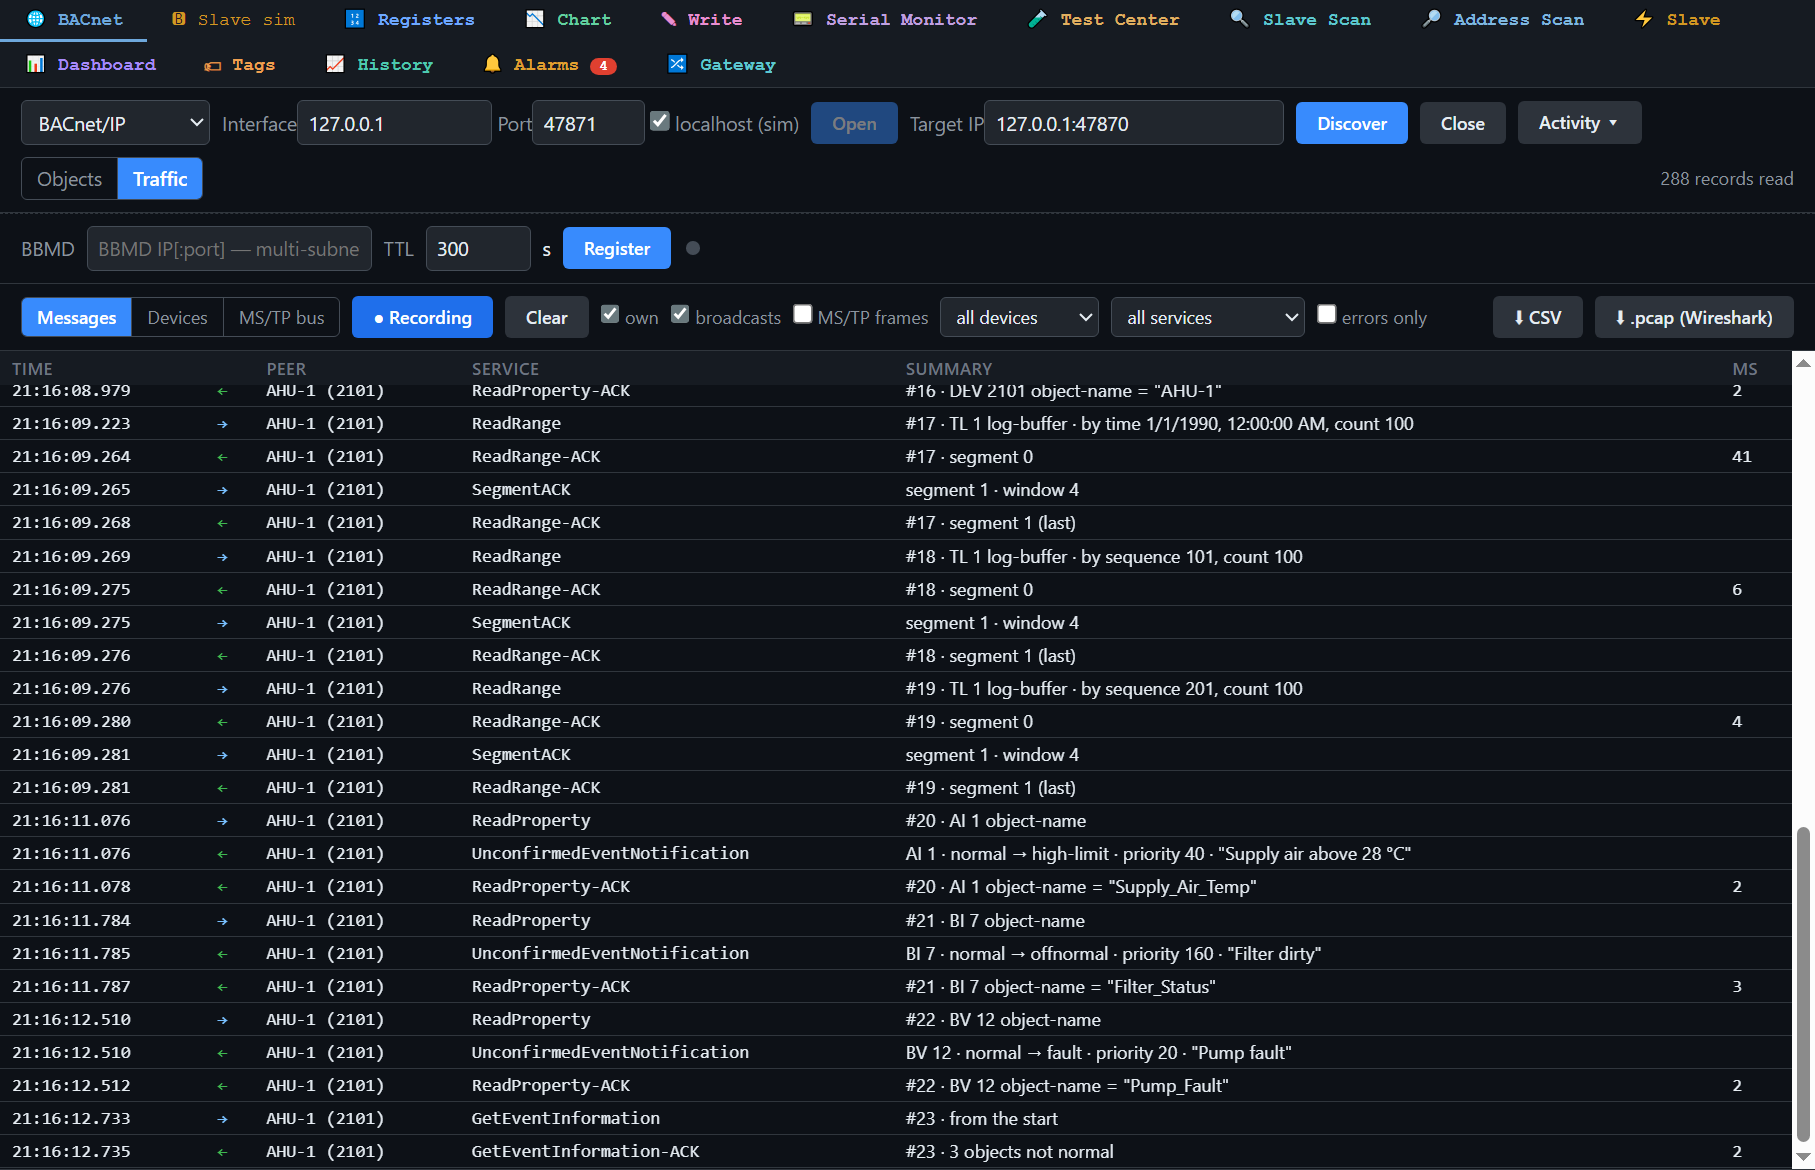 BACnet Slave sim Registers Chart Write Serial Monitor Test Center Slave Scan Address Scan Slave
Dashboard Tags History Alarms 4 Gateway
BACnet/IP Interface 127.0.0.1 Port 47871 localhost (sim) Open Target IP 127.0.0.1:47870 Discover Close Activity ▾
Objects Traffic 288 records read
BBMD BBMD IP[:port] — multi-subne TTL 300 s Register
Messages Devices MS/TP bus ● Recording Clear own broadcasts MS/TP frames all devices all services errors only ⬇ CSV ⬇ .pcap (Wireshark)
TIME PEER SERVICE SUMMARY MS
21:16:08.979 ← AHU-1 (2101) ReadProperty-ACK #16 · DEV 2101 object-name = "AHU-1" 2
21:16:09.223 → AHU-1 (2101) ReadRange #17 · TL 1 log-buffer · by time 1/1/1990, 12:00:00 AM, count 100
21:16:09.264 ← AHU-1 (2101) ReadRange-ACK #17 · segment 0 41
21:16:09.265 → AHU-1 (2101) SegmentACK segment 1 · window 4
21:16:09.268 ← AHU-1 (2101) ReadRange-ACK #17 · segment 1 (last)
21:16:09.269 → AHU-1 (2101) ReadRange #18 · TL 1 log-buffer · by sequence 101, count 100
21:16:09.275 ← AHU-1 (2101) ReadRange-ACK #18 · segment 0 6
21:16:09.275 → AHU-1 (2101) SegmentACK segment 1 · window 4
21:16:09.276 ← AHU-1 (2101) ReadRange-ACK #18 · segment 1 (last)
21:16:09.276 → AHU-1 (2101) ReadRange #19 · TL 1 log-buffer · by sequence 201, count 100
21:16:09.280 ← AHU-1 (2101) ReadRange-ACK #19 · segment 0 4
21:16:09.281 → AHU-1 (2101) SegmentACK segment 1 · window 4
21:16:09.281 ← AHU-1 (2101) ReadRange-ACK #19 · segment 1 (last)
21:16:11.076 → AHU-1 (2101) ReadProperty #20 · AI 1 object-name
21:16:11.076 ← AHU-1 (2101) UnconfirmedEventNotification AI 1 · normal → high-limit · priority 40 · "Supply air above 28 °C"
21:16:11.078 ← AHU-1 (2101) ReadProperty-ACK #20 · AI 1 object-name = "Supply_Air_Temp" 2
21:16:11.784 → AHU-1 (2101) ReadProperty #21 · BI 7 object-name
21:16:11.785 ← AHU-1 (2101) UnconfirmedEventNotification BI 7 · normal → offnormal · priority 160 · "Filter dirty"
21:16:11.787 ← AHU-1 (2101) ReadProperty-ACK #21 · BI 7 object-name = "Filter_Status" 3
21:16:12.510 → AHU-1 (2101) ReadProperty #22 · BV 12 object-name
21:16:12.510 ← AHU-1 (2101) UnconfirmedEventNotification BV 12 · normal → fault · priority 20 · "Pump fault"
21:16:12.512 ← AHU-1 (2101) ReadProperty-ACK #22 · BV 12 object-name = "Pump_Fault" 2
21:16:12.733 → AHU-1 (2101) GetEventInformation #23 · from the start
21:16:12.735 ← AHU-1 (2101) GetEventInformation-ACK #23 · 3 objects not normal 2